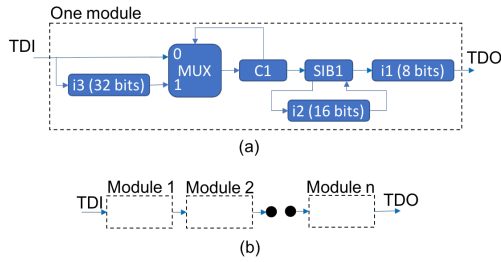 One module
TDI
TDO
0
MUX
1
C1
SIB1
i1 (8 bits)
i3 (32 bits)
i2 (16 bits)
(a)
Module 1 Module 2 Module n
TDI
TDO
(b)